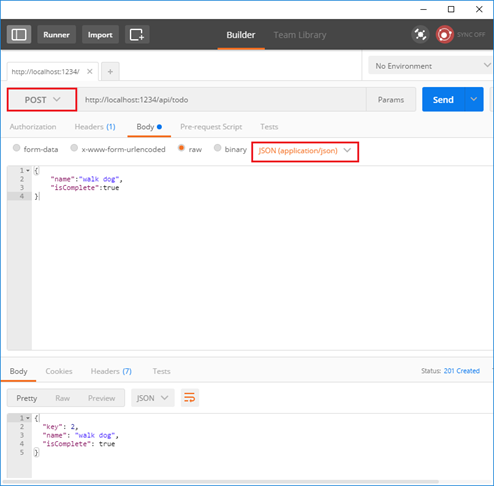 Runner Import Builder Team Library SYNC OFF
http://localhost:1234/ No Environment
POST http://localhost:1234/api/todo Params Send
Authorization Headers (1) Body Pre-request Script Tests
form-data x-www-form-urlencoded raw binary JSON (application/json)
1 {
2 "name":"walk dog",
3 "isComplete":true
4 }
Body Cookies Headers (7) Tests Status: 201 Created
Pretty Raw Preview JSON
1 {
2 "key": 2,
3 "name": "walk dog",
4 "isComplete": true
5 }